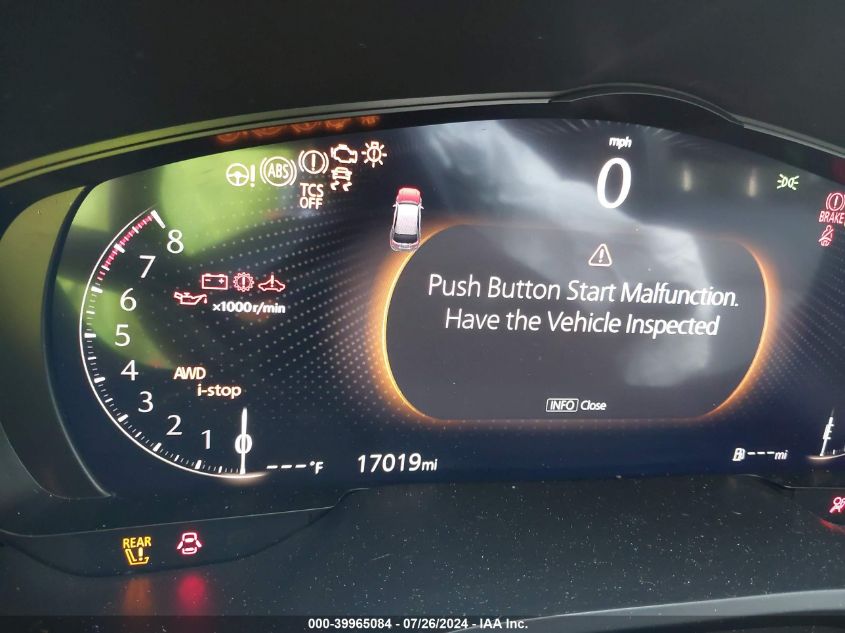 mph
0
ABS
TCS
OFF
BRAKE
8
7
6
5
4
3
2
1
0
x1000r/min
Push Button Start Malfunction.
Have the Vehicle Inspected
AWD
i-stop
INFO Close
---°F
17019mi
---mi
E
REAR
000-39965084 / 07/26/2024 - IAA Inc.